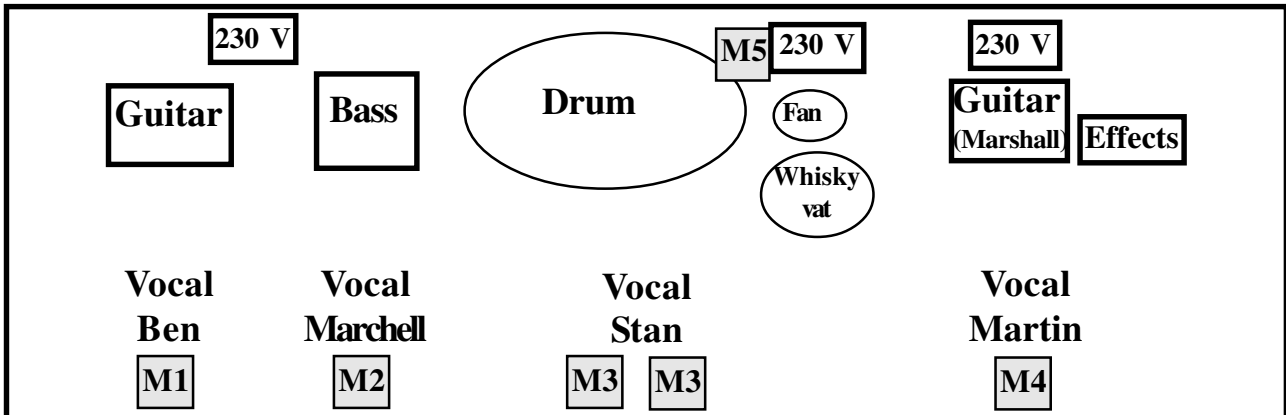 230 V
M5
230 V
230 V
Guitar
Bass
Drum
Fan
Guitar
(Marshall)
Effects
Whisky
vat
Vocal
Ben
Vocal
Marchell
Vocal
Stan
Vocal
Martin
M1
M2
M3
M3
M4